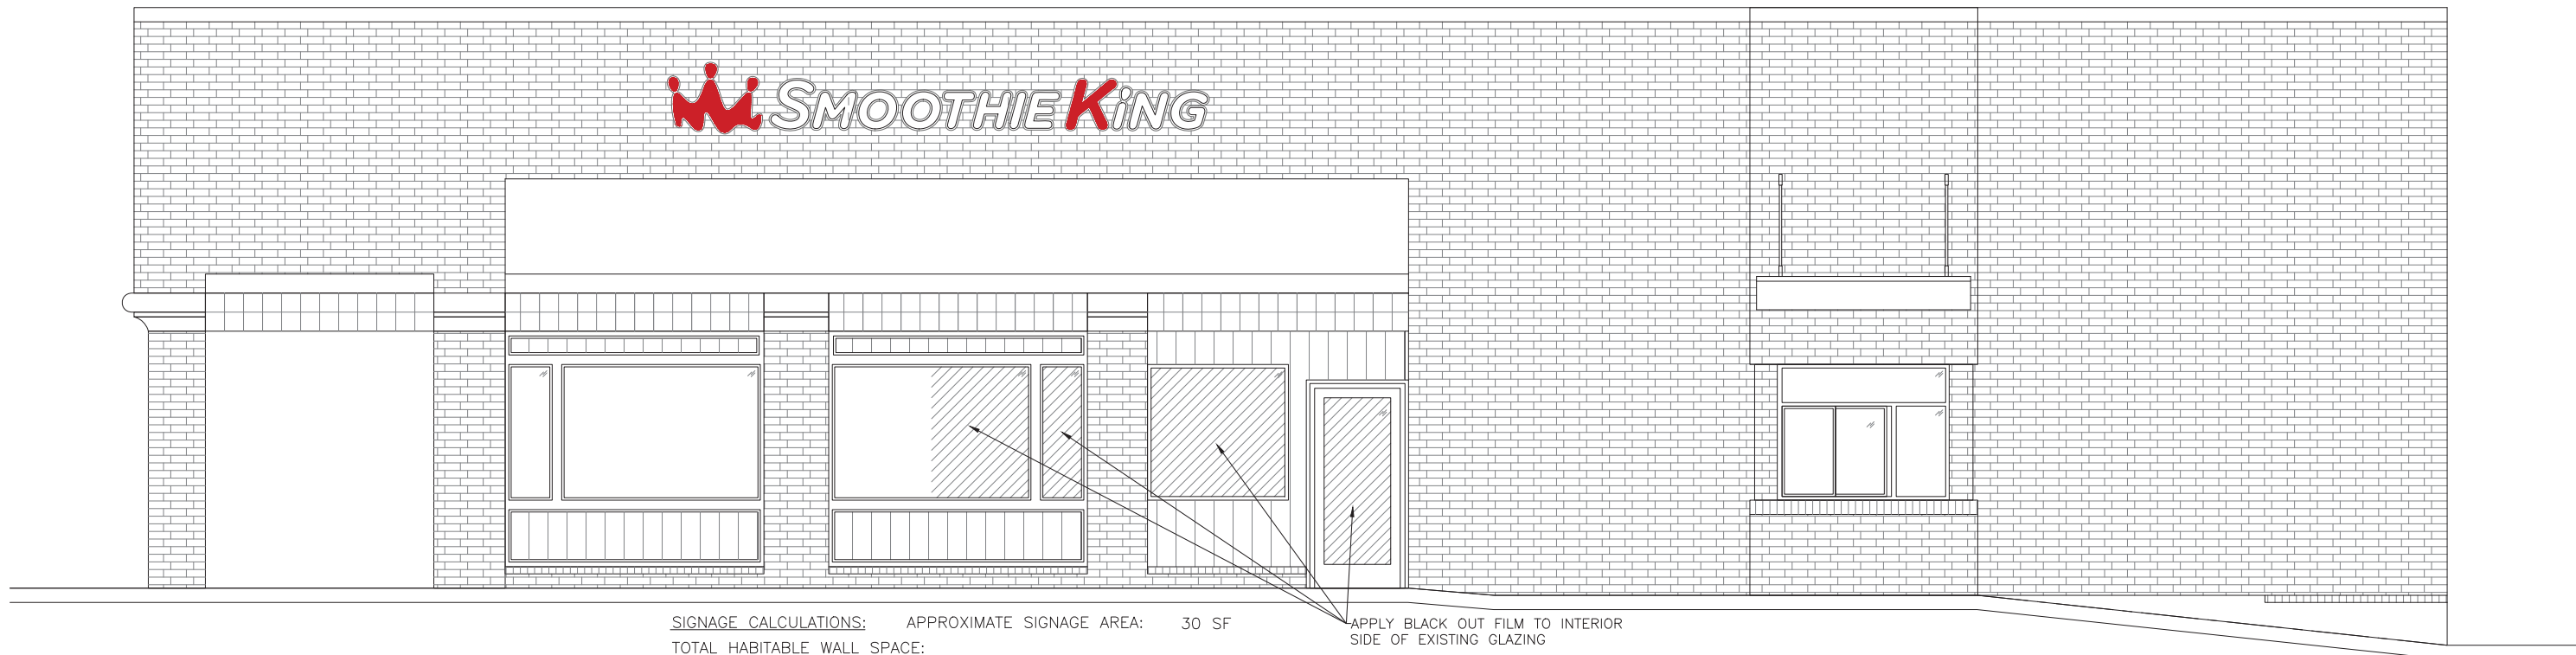 SMOOTHIE KiNG
SIGNAGE CALCULATIONS: APPROXIMATE SIGNAGE AREA: 30 SF
TOTAL HABITABLE WALL SPACE:
APPLY BLACK OUT FILM TO INTERIOR
SIDE OF EXISTING GLAZING